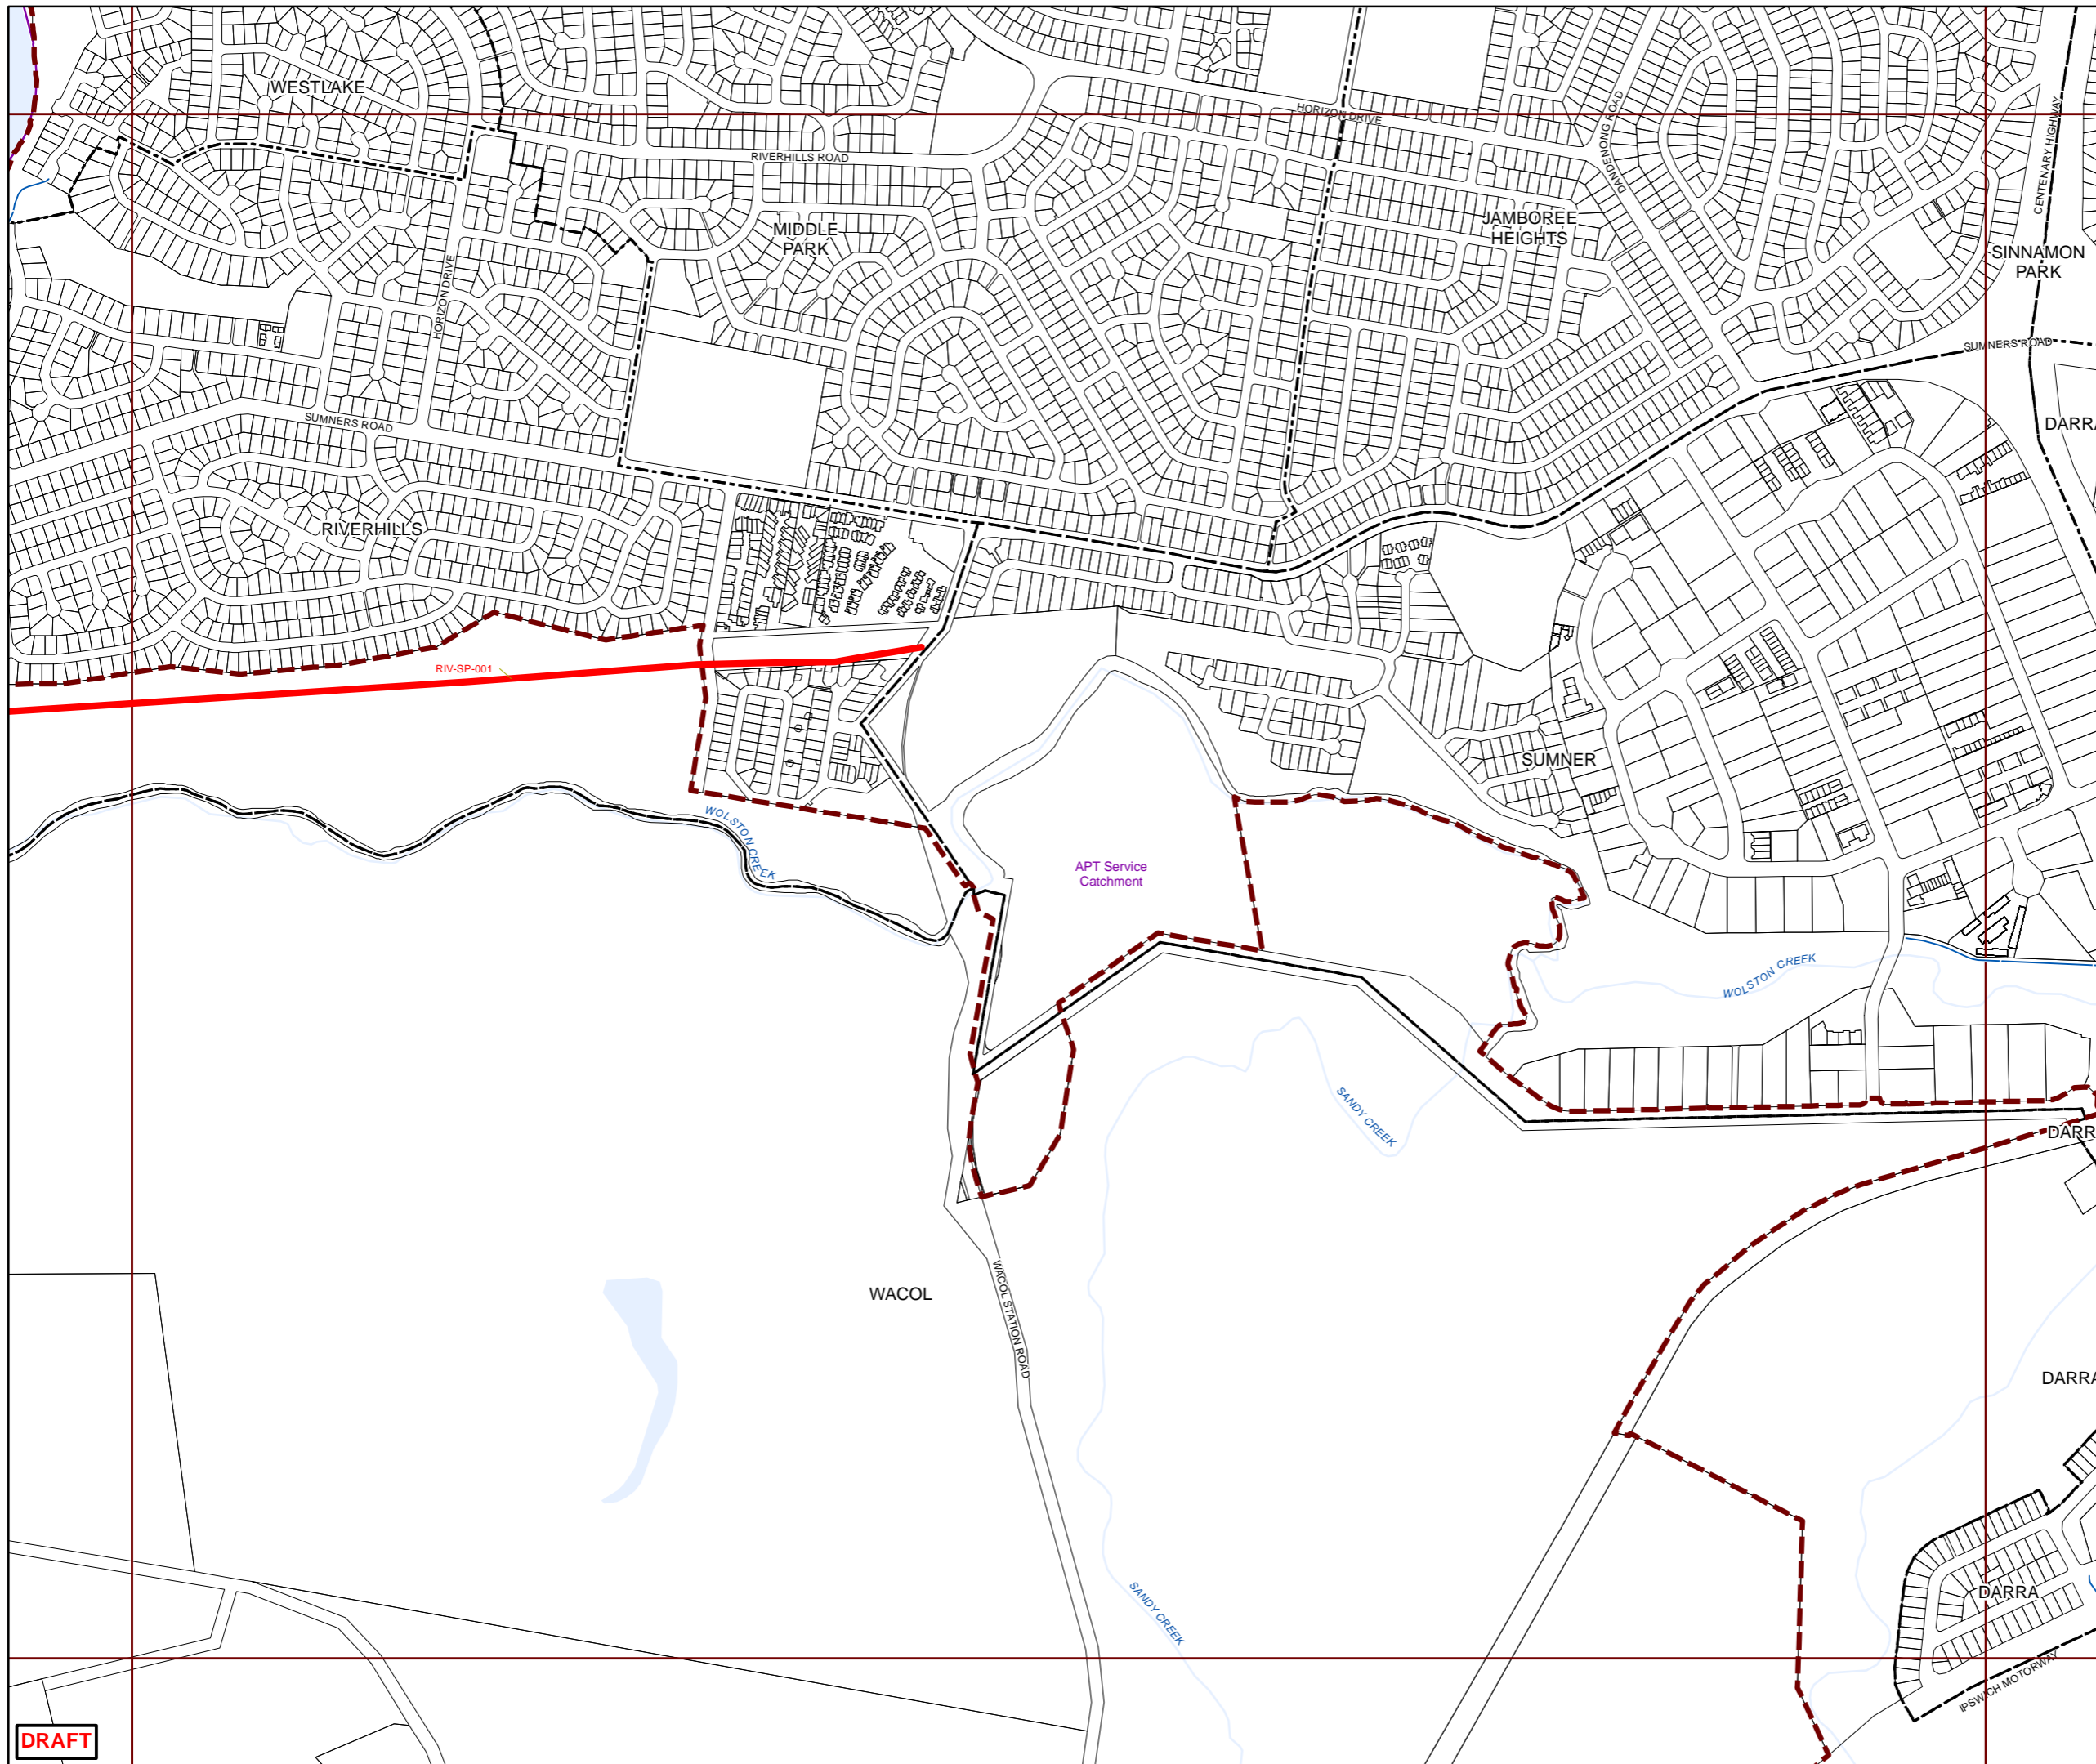 WESTLAKE
HORIZON DRIVE
DANDENONG ROAD
CENTENARY HIGHWAY
RIVERHILLS ROAD
MIDDLE
PARK
JAMBOREE
HEIGHTS
SINNAMON
PARK
HORIZON DRIVE
SUMNERS ROAD
SUMNERS ROAD
DARRA
RIVERHILLS
RIV-SP-001
SUMNER
WOLSTON CREEK
APT Service
Catchment
WOLSTON CREEK
SANDY CREEK
DARR
WACOL
WACOL STATION ROAD
DARRA
SANDY CREEK
DARRA
IPSWICH MOTORWAY
DRAFT